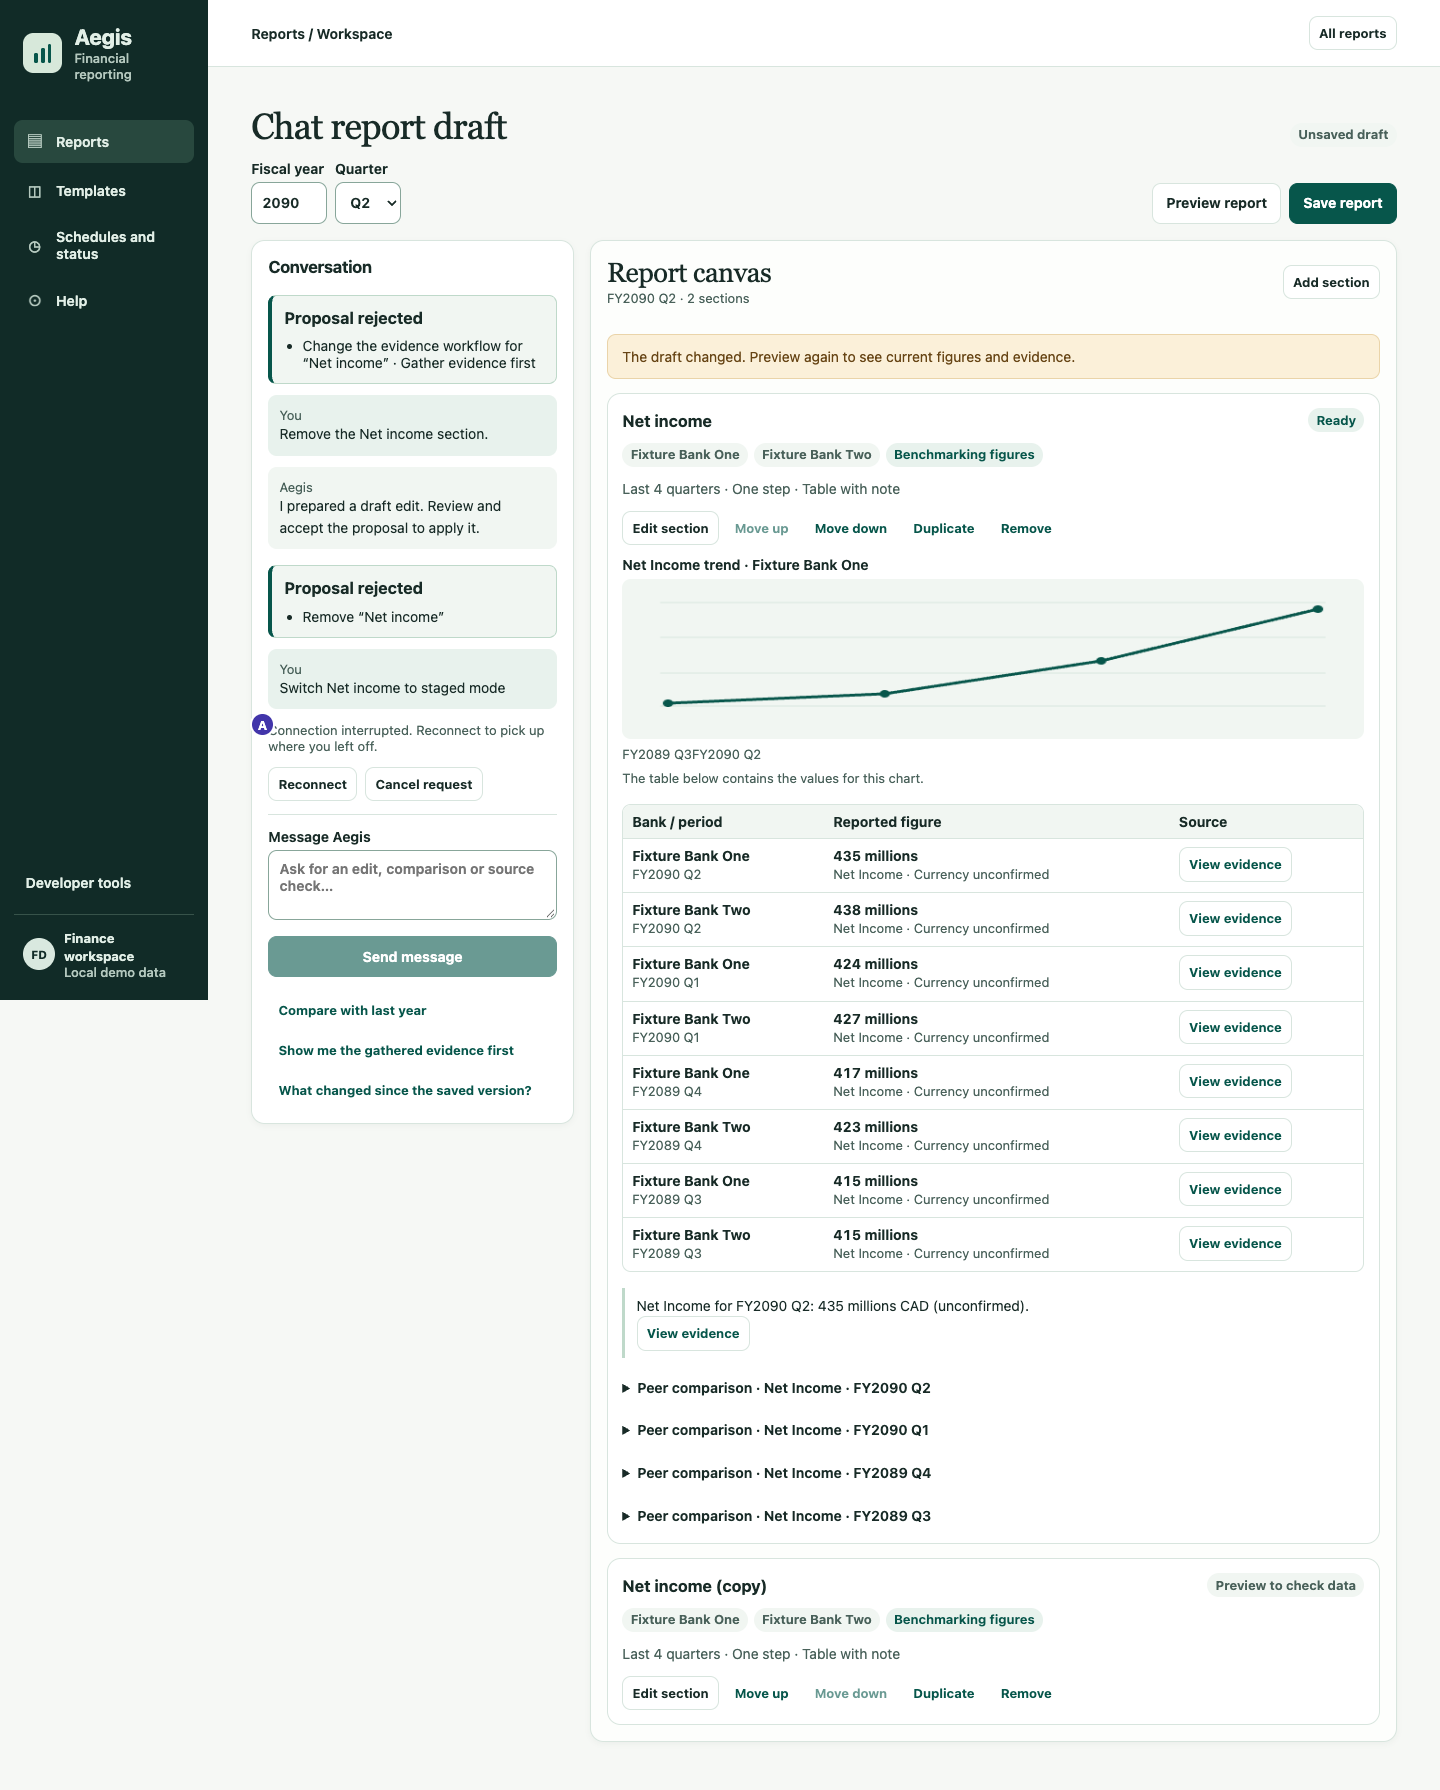 Aegis
Financial
reporting
Reports
Templates
Schedules and
status
Help
Developer tools
FD
Finance
workspace
Local demo data
Reports / Workspace
All reports
Chat report draft
Unsaved draft
Fiscal year
Quarter
2090
Q2
Preview report
Save report
Conversation
Proposal rejected
• Change the evidence workflow for
“Net income” · Gather evidence first
You
Remove the Net income section.
Aegis
I prepared a draft edit. Review and
accept the proposal to apply it.
Proposal rejected
• Remove “Net income”
You
Switch Net income to staged mode
A
Connection interrupted. Reconnect to pick up
where you left off.
Reconnect
Cancel request
Message Aegis
Ask for an edit, comparison or source
check...
Send message
Compare with last year
Show me the gathered evidence first
What changed since the saved version?
Report canvas
FY2090 Q2 · 2 sections
Add section
The draft changed. Preview again to see current figures and evidence.
Net income
Ready
Fixture Bank One
Fixture Bank Two
Benchmarking figures
Last 4 quarters · One step · Table with note
Edit section
Move up
Move down
Duplicate
Remove
Net Income trend · Fixture Bank One
FY2089 Q3FY2090 Q2
The table below contains the values for this chart.
Bank / period
Reported figure
Source
Fixture Bank One
FY2090 Q2
435 millions
Net Income · Currency unconfirmed
View evidence
Fixture Bank Two
FY2090 Q2
438 millions
Net Income · Currency unconfirmed
View evidence
Fixture Bank One
FY2090 Q1
424 millions
Net Income · Currency unconfirmed
View evidence
Fixture Bank Two
FY2090 Q1
427 millions
Net Income · Currency unconfirmed
View evidence
Fixture Bank One
FY2089 Q4
417 millions
Net Income · Currency unconfirmed
View evidence
Fixture Bank Two
FY2089 Q4
423 millions
Net Income · Currency unconfirmed
View evidence
Fixture Bank One
FY2089 Q3
415 millions
Net Income · Currency unconfirmed
View evidence
Fixture Bank Two
FY2089 Q3
415 millions
Net Income · Currency unconfirmed
View evidence
Net Income for FY2090 Q2: 435 millions CAD (unconfirmed).
View evidence
Peer comparison · Net Income · FY2090 Q2
Peer comparison · Net Income · FY2090 Q1
Peer comparison · Net Income · FY2089 Q4
Peer comparison · Net Income · FY2089 Q3
Net income (copy)
Preview to check data
Fixture Bank One
Fixture Bank Two
Benchmarking figures
Last 4 quarters · One step · Table with note
Edit section
Move up
Move down
Duplicate
Remove